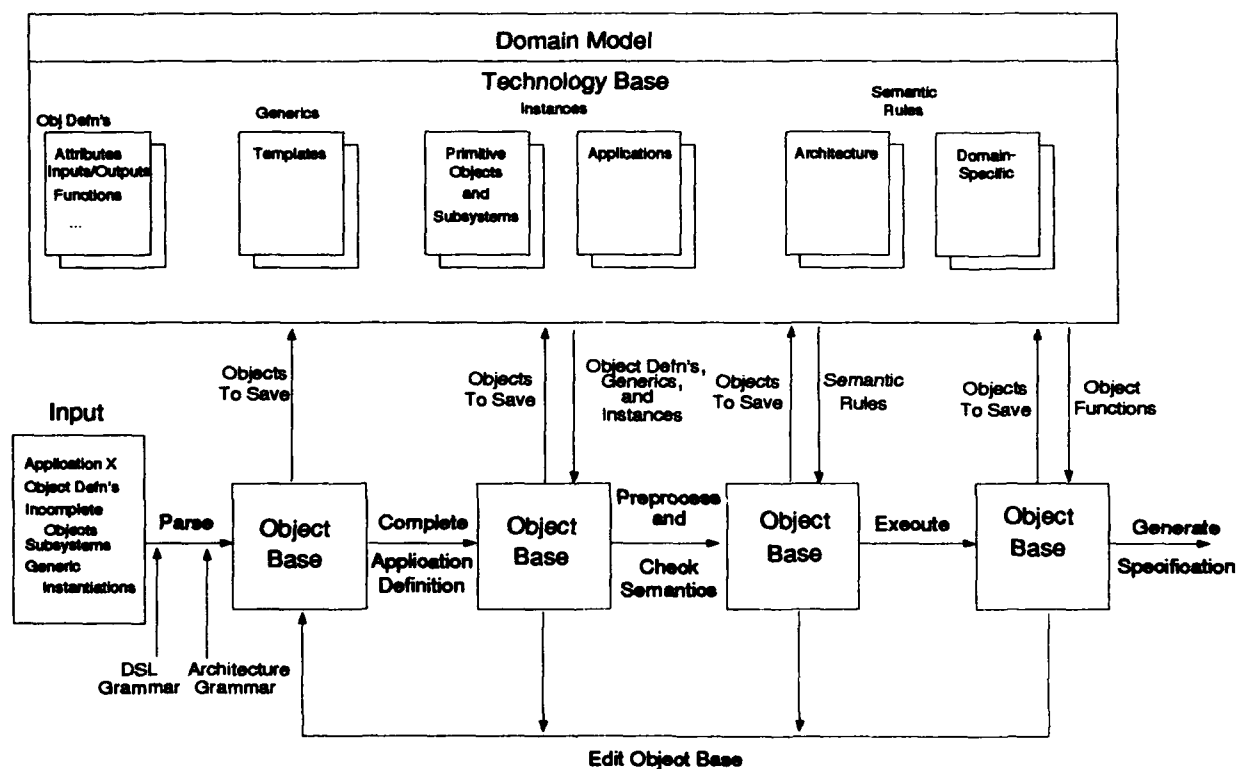 Domain Model
Technology Base
Obj Defn's
Generics
Instances
Semantic
Rules
Attributes
Inputs/Outputs
Functions
...
Templates
Primitive
Objects
and
Subsystems
Applications
Architecture
Domain-
Specific
Objects
To Save
Objects
To Save
Object Defn's,
Generics,
and
Instances
Objects
To Save
Semantic
Rules
Objects
To Save
Object
Functions
Input
Application X
Object Defn's
Incomplete
Objects
Subsystems
Generic
Instantiations
Parse
Object
Base
Complete
Application
Definition
Object
Base
Preprocess
and
Check
Semantics
Object
Base
Execute
Object
Base
Generate
Specification
DSL
Grammar
Architecture
Grammar
Edit Object Base